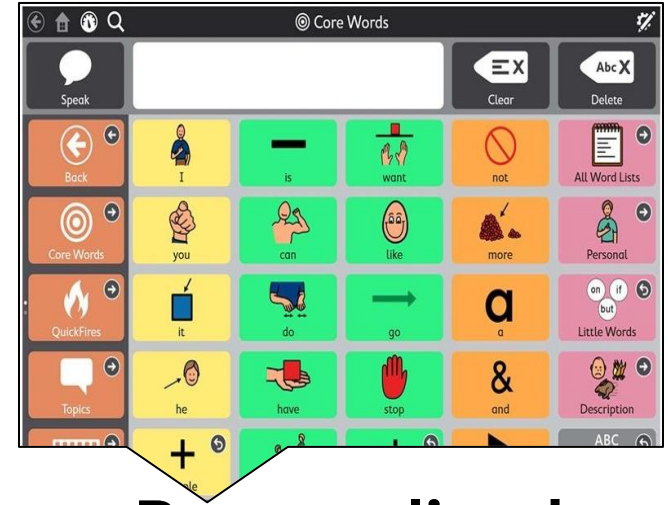 Core Words
Speak
Clear
Abc X
Delete
Back
I
is
want
not
All Word Lists
Core Words
you
can
like
more
Personal
QuickFires
it
do
go
a
a
on if
but
Little Words
Topics
he
have
stop
&
and
Description
ABC